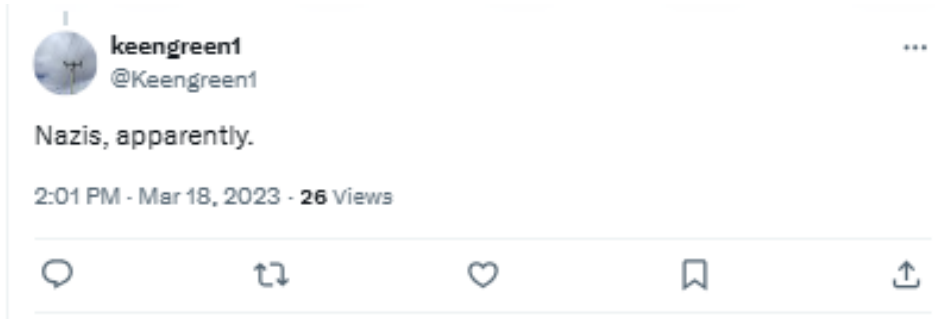 keengreen1
@Keengreen1
Nazis, apparently.
2:01 PM · Mar 18, 2023 · 26 Views